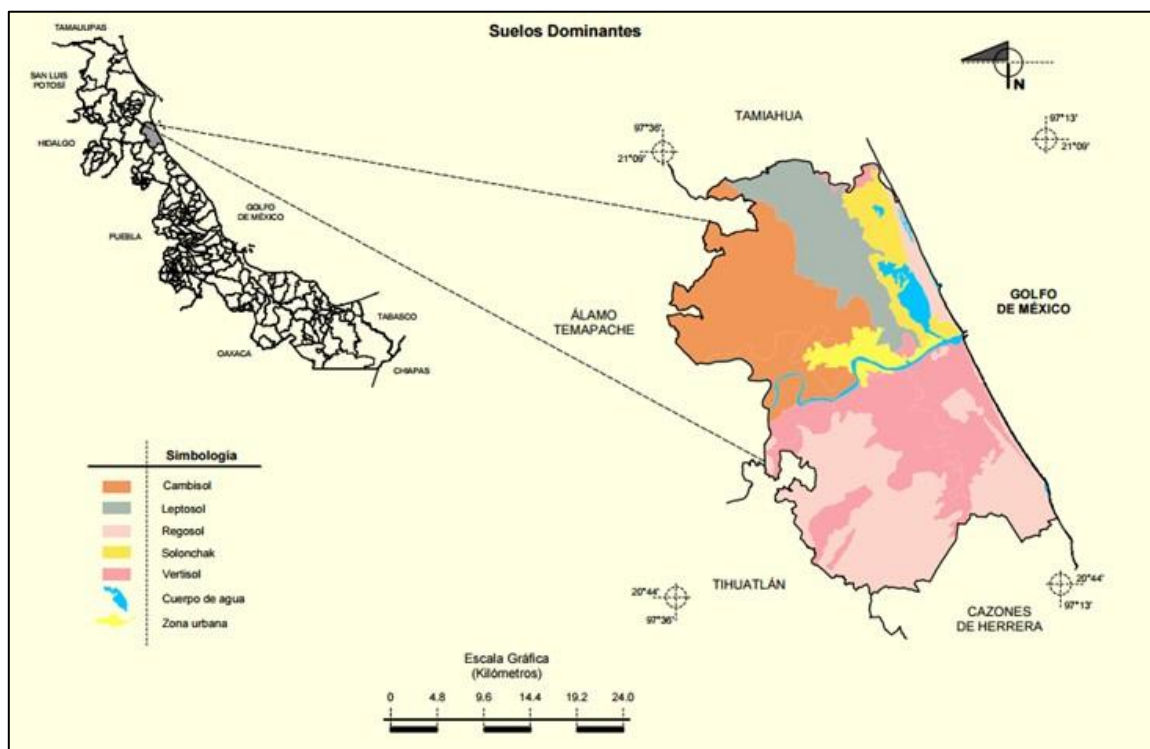 Suelos Dominantes
TAMAULIPAS
SAN LUIS
POTOSÍ
HIDALGO
PUEBLA
GOLFO
DE MÉXICO
TABASCO
OAXACA
CHIAPAS
N
TAMIAHUA
97°36'
21°09'
97°13'
21°09'
ÁLAMO
TEMAPACHE
GOLFO
DE MÉXICO
TIHUATLÁN
20°44'
97°36'
20°44'
97°13'
CAZONES
DE HERRERA
Simbología
Cambisol
Leptosol
Regosol
Solonchak
Vertisol
Cuerpo de agua
Zona urbana
Escala Gráfica
(Kilómetros)
0 4.8 9.6 14.4 19.2 24.0